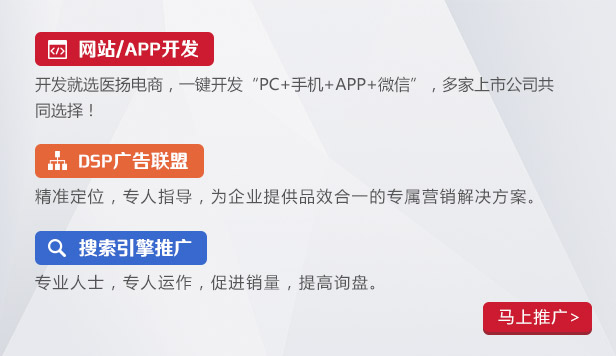 网站/APP开发
开发就选医扬电商，一键开发“PC+手机+APP+微信”，多家上市公司共
同选择！
DSP广告联盟
精准定位，专人指导，为企业提供品效合一的专属营销解决方案。
搜索引擎推广
专业人士，专人运作，促进销量，提高询盘。
马上推广>